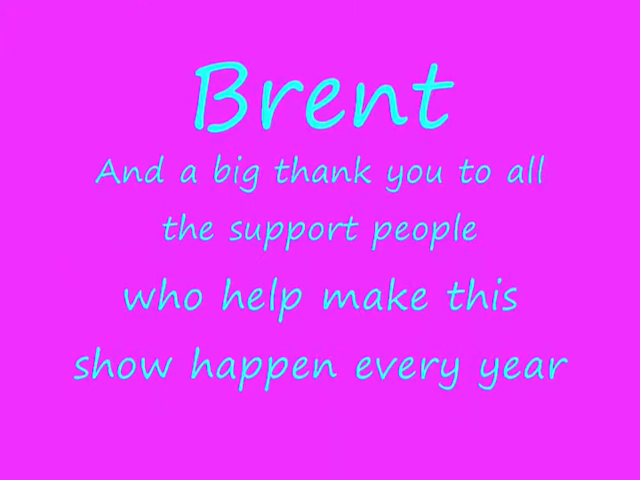 Brent
And a big thank you to all
the support people
who help make this
show happen every year